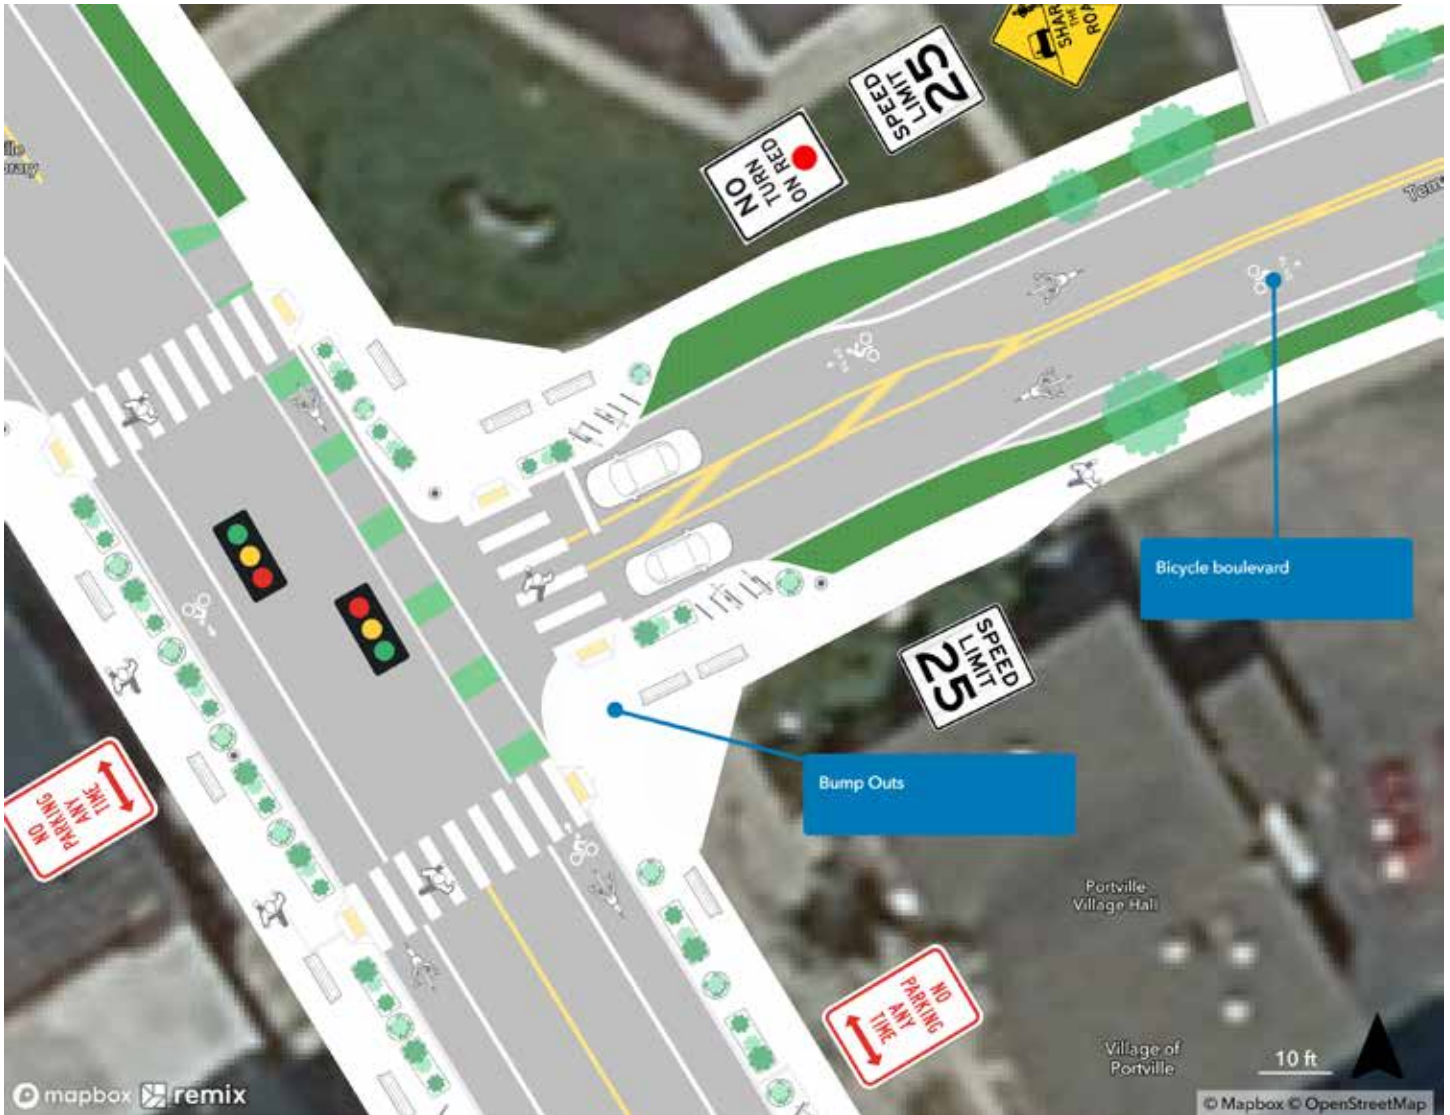 SHARE
THE
ROAD
SPEED
LIMIT
25
NO
TURN
ON RED
Bicycle boulevard
SPEED
LIMIT
25
Bump Outs
NO
PARKING
ANY
TIME
Portville
Village Hall
NO
PARKING
ANY
TIME
Village of
Portville
10 ft
mapbox remix
© Mapbox © OpenStreetMap